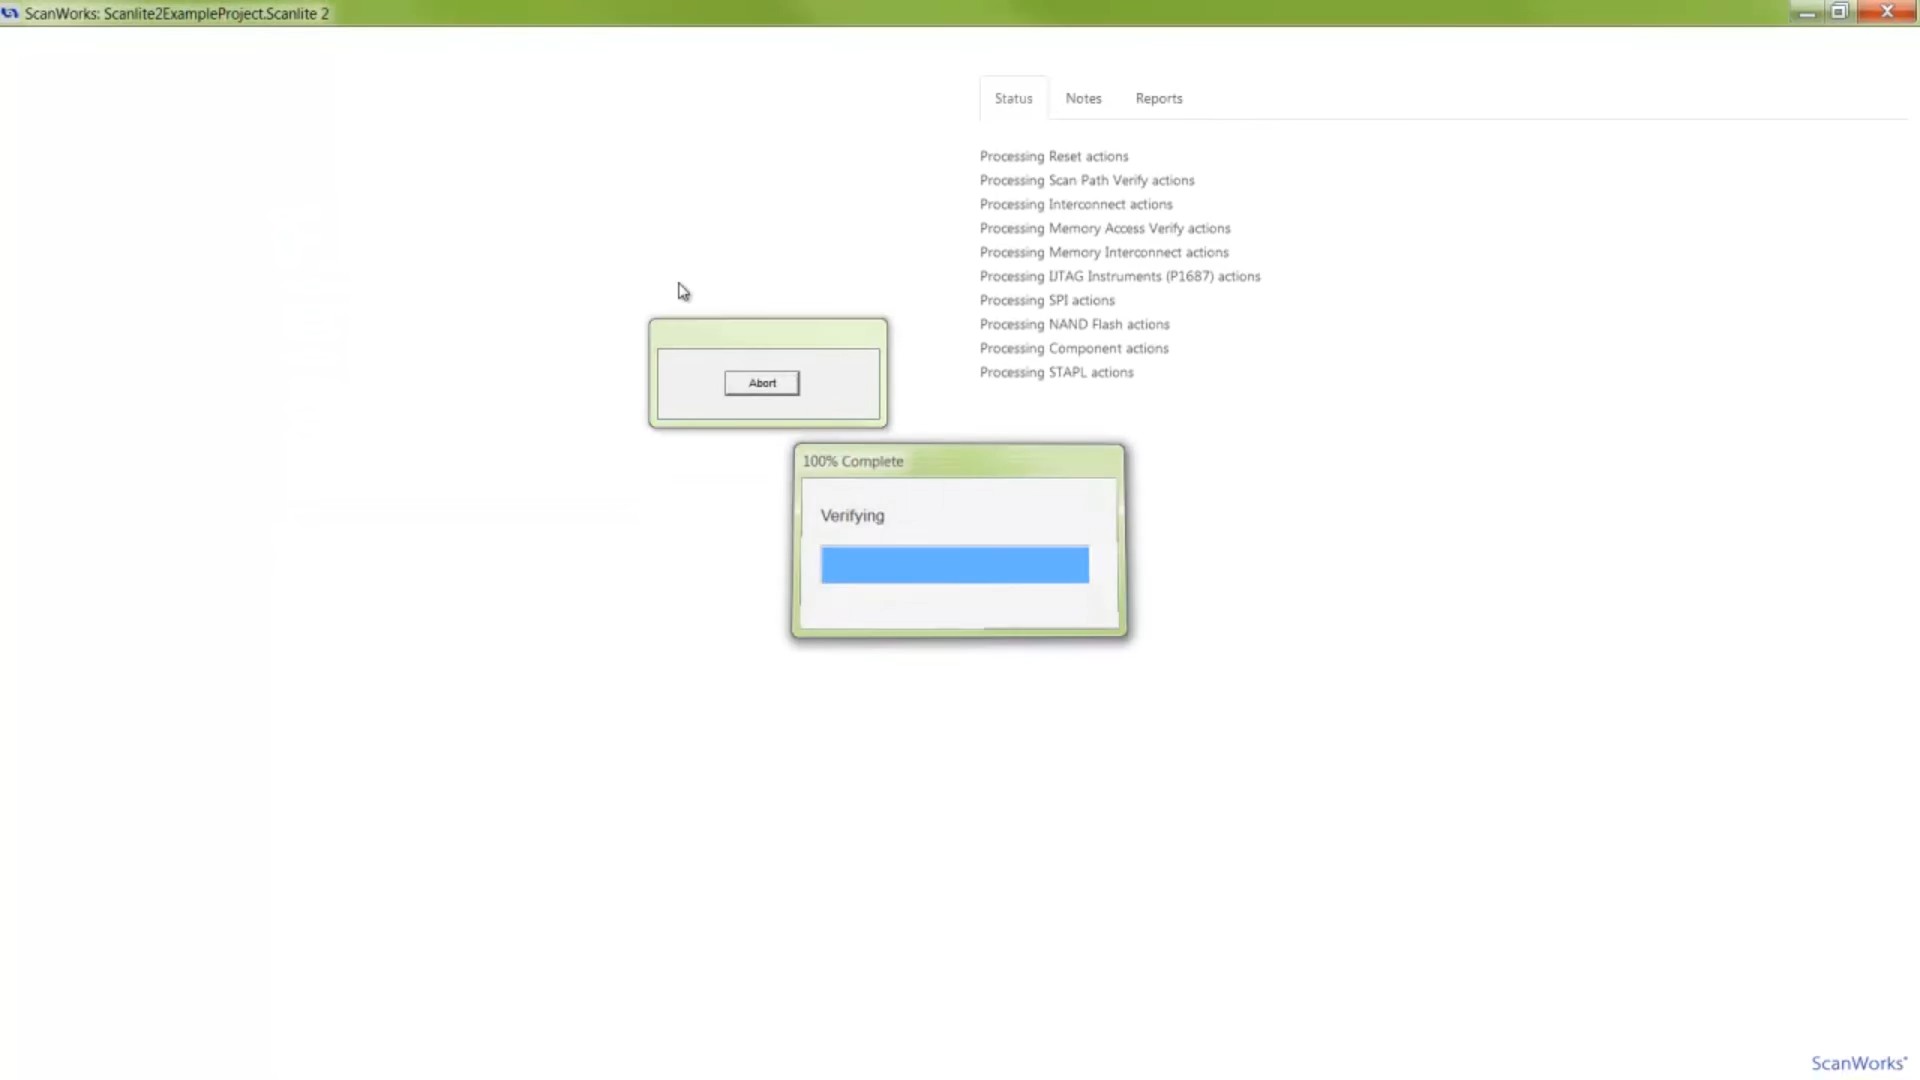 ScanWorks: Scanlite2ExampleProject.Scanlite 2
Status Notes Reports
Processing Reset actions
Processing Scan Path Verify actions
Processing Interconnect actions
Processing Memory Access Verify actions
Processing Memory Interconnect actions
Processing IJTAG Instruments (P1687) actions
Processing SPI actions
Processing NAND Flash actions
Processing Component actions
Processing STAPL actions
Abort
100% Complete
Verifying
ScanWorks®